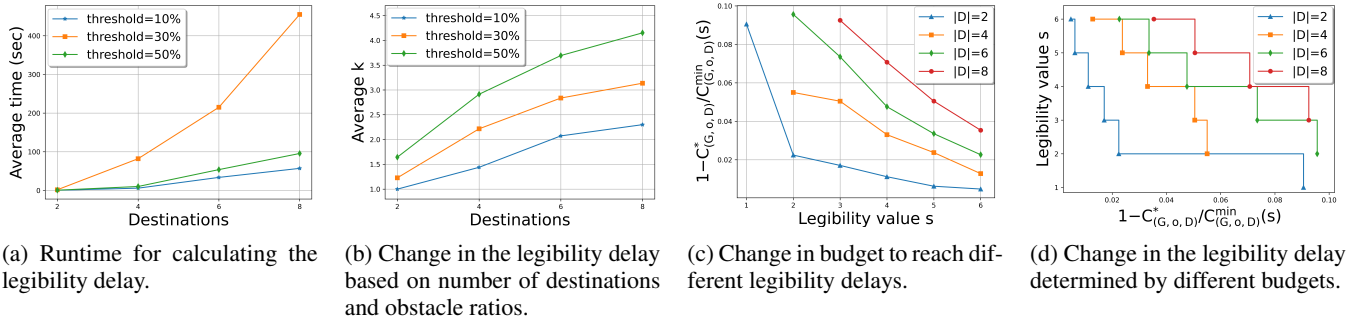 Average time (sec)
400
300
200
100
0
threshold=10%
threshold=30%
threshold=50%
2
4
6
8
Destinations
(a) Runtime for calculating the
legibility delay.
Average k
4.5
4.0
3.5
3.0
2.5
2.0
1.5
1.0
threshold=10%
threshold=30%
threshold=50%
2
4
6
8
Destinations
(b) Change in the legibility delay
based on number of destinations
and obstacle ratios.
1−C*(G, o, D)/Cmin(G, o, D)(s)
0.10
0.08
0.06
0.04
0.02
|D|=2
|D|=4
|D|=6
|D|=8
1
2
3
4
5
6
Legibility value s
(c) Change in budget to reach dif-
ferent legibility delays.
Legibility value s
6
5
4
3
2
1
|D|=2
|D|=4
|D|=6
|D|=8
0.02
0.04
0.06
0.08
0.10
1−C*(G, o, D)/Cmin(G, o, D)(s)
(d) Change in the legibility delay
determined by different budgets.